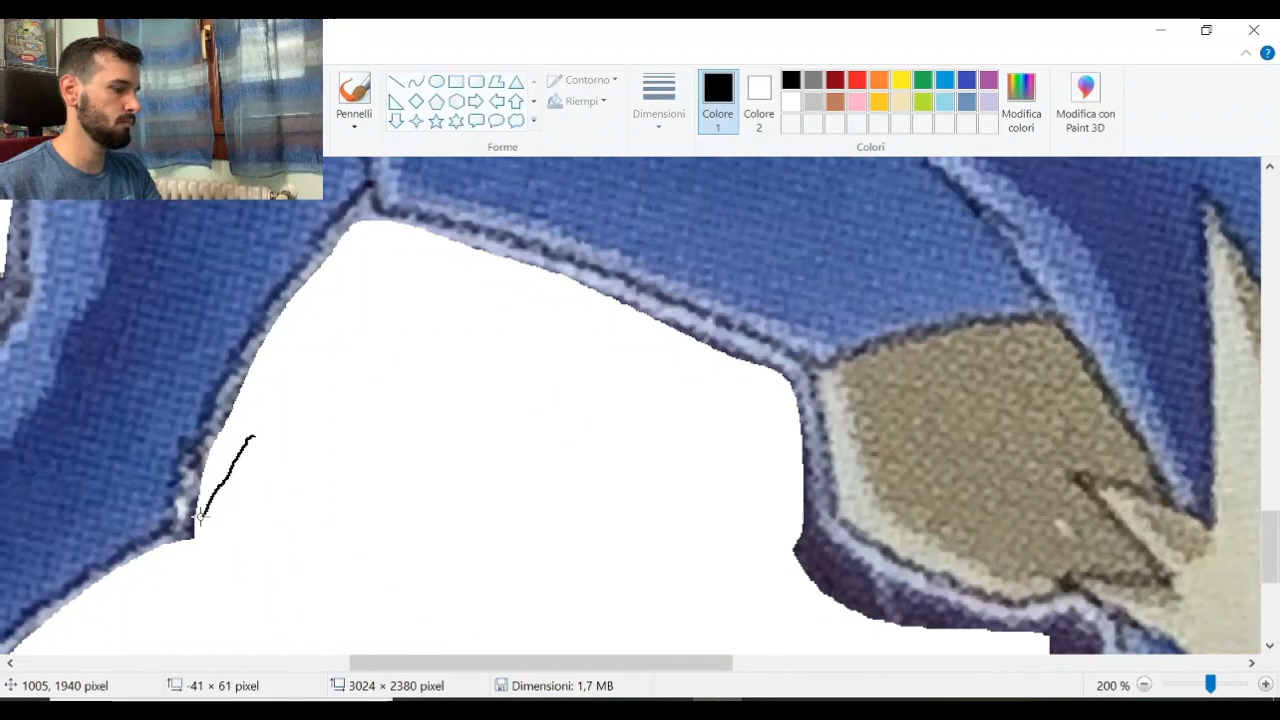 Pennelli
Contorno
Riempi
Forme
Dimensioni
Colore 1
Colore 2
Modifica colori
Colori
Modifica con Paint 3D
1005, 1940 pixel
-41 × 61 pixel
3024 × 2380 pixel
Dimensioni: 1,7 MB
200 %